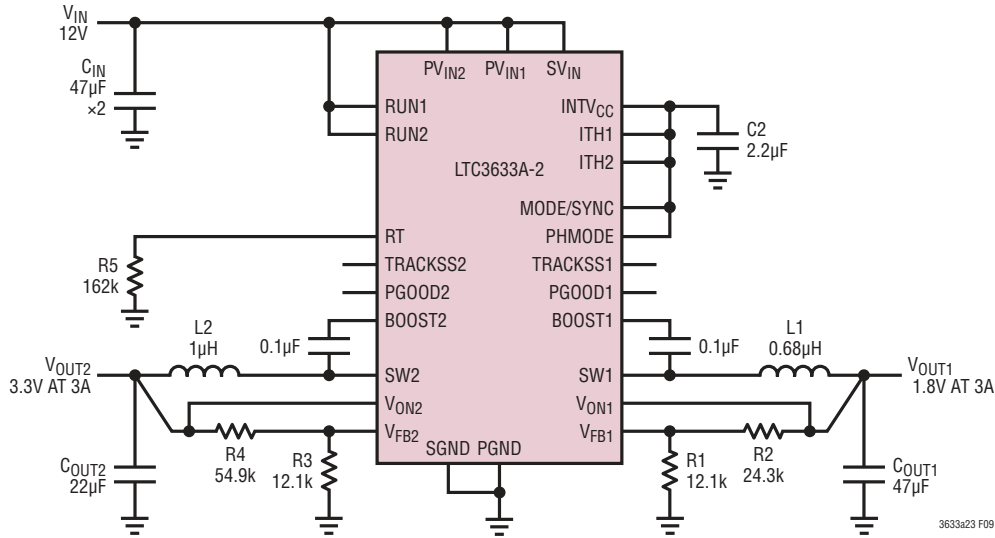 VIN
12V
CIN
47µF
×2
PVIN2 PVIN1 SVIN
RUN1
RUN2
RT
TRACKSS2
PGOOD2
BOOST2
SW2
VON2
VFB2
SGND PGND
LTC3633A-2
INTVCC
ITH1
ITH2
MODE/SYNC
PHMODE
TRACKSS1
PGOOD1
BOOST1
SW1
VON1
VFB1
C2
2.2µF
R5
162k
L2
1µH
0.1µF
VOUT2
3.3V AT 3A
R4
54.9k
R3
12.1k
COUT2
22µF
0.1µF
L1
0.68µH
VOUT1
1.8V AT 3A
R1
12.1k
R2
24.3k
COUT1
47µF
3633a23 F09